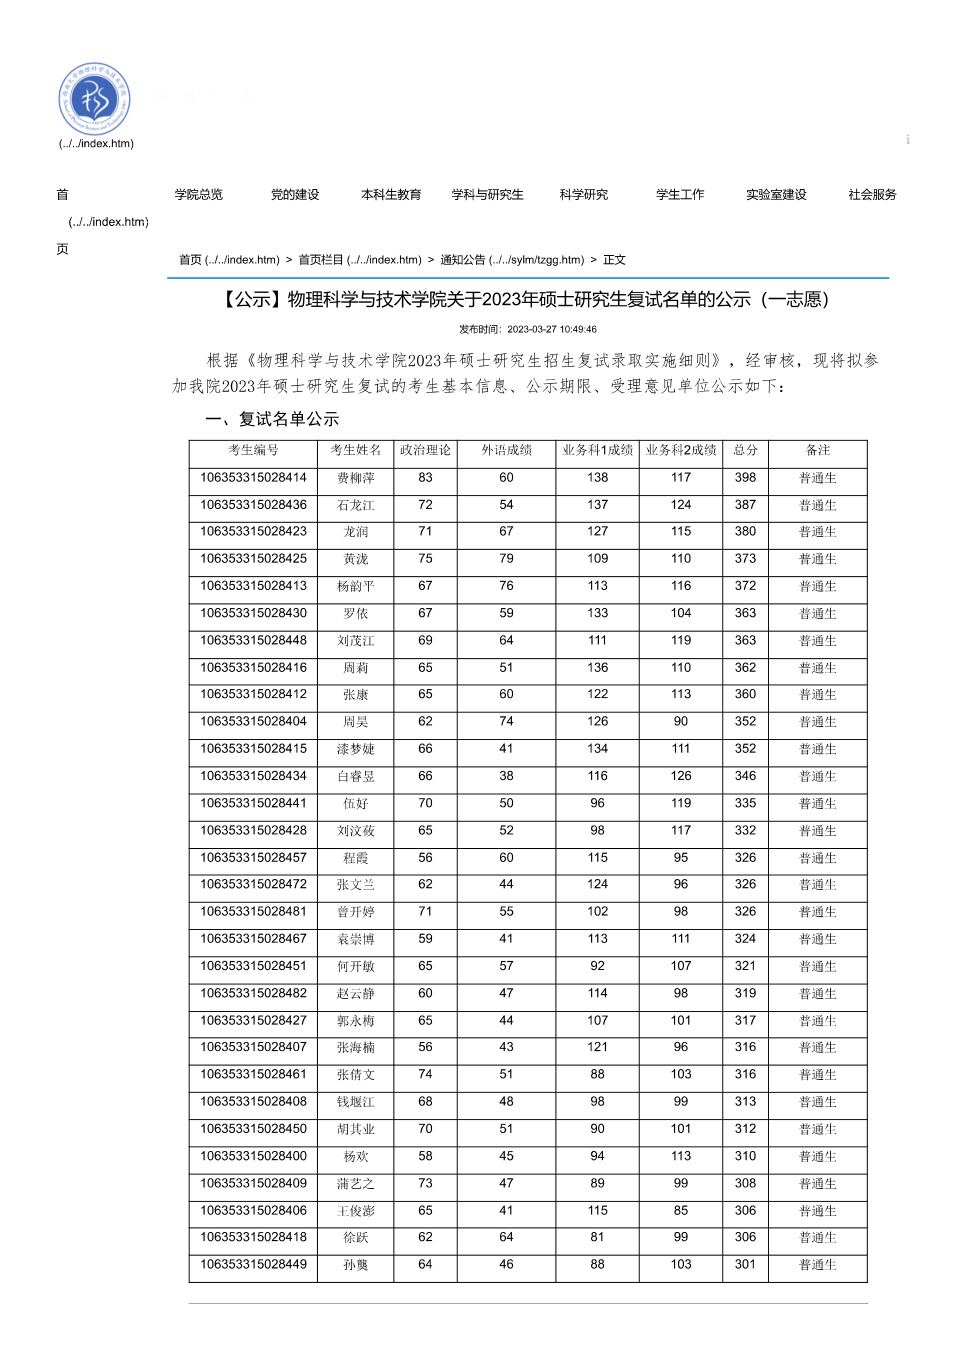 西南大学物理科学与技术学院
School of Physical Science and Technology
(../../index.htm)
首 学院总览 党的建设 本科生教育 学科与研究生 科学研究 学生工作 实验室建设 社会服务
(../../index.htm)
页
首页 (../../index.htm) > 首页栏目 (../../index.htm) > 通知公告 (../../sylm/tzgg.htm) > 正文
【公示】物理科学与技术学院关于2023年硕士研究生复试名单的公示（一志愿）
发布时间：2023-03-27 10:49:46
根据《物理科学与技术学院2023年硕士研究生招生复试录取实施细则》，经审核，现将拟参
加我院2023年硕士研究生复试的考生基本信息、公示期限、受理意见单位公示如下：
一、复试名单公示
考生编号 考生姓名 政治理论 外语成绩 业务科1成绩 业务科2成绩 总分 备注
106353315028414 费柳萍 83 60 138 117 398 普通生
106353315028436 石龙江 72 54 137 124 387 普通生
106353315028423 龙润 71 67 127 115 380 普通生
106353315028425 黄泷 75 79 109 110 373 普通生
106353315028413 杨韵平 67 76 113 116 372 普通生
106353315028430 罗依 67 59 133 104 363 普通生
106353315028448 刘茂江 69 64 111 119 363 普通生
106353315028416 周莉 65 51 136 110 362 普通生
106353315028412 张康 65 60 122 113 360 普通生
106353315028404 周昊 62 74 126 90 352 普通生
106353315028415 漆梦婕 66 41 134 111 352 普通生
106353315028434 白睿昱 66 38 116 126 346 普通生
106353315028441 伍好 70 50 96 119 335 普通生
106353315028428 刘汶莜 65 52 98 117 332 普通生
106353315028457 程霞 56 60 115 95 326 普通生
106353315028472 张文兰 62 44 124 96 326 普通生
106353315028481 曾开婷 71 55 102 98 326 普通生
106353315028467 袁崇博 59 41 113 111 324 普通生
106353315028451 何开敏 65 57 92 107 321 普通生
106353315028482 赵云静 60 47 114 98 319 普通生
106353315028427 郭永梅 65 44 107 101 317 普通生
106353315028407 张海楠 56 43 121 96 316 普通生
106353315028461 张倩文 74 51 88 103 316 普通生
106353315028408 钱堰江 68 48 98 99 313 普通生
106353315028450 胡其业 70 51 90 101 312 普通生
106353315028400 杨欢 58 45 94 113 310 普通生
106353315028409 蒲艺之 73 47 89 99 308 普通生
106353315028406 王俊澎 65 41 115 85 306 普通生
106353315028418 徐跃 62 64 81 99 306 普通生
106353315028449 孙龑 64 46 88 103 301 普通生